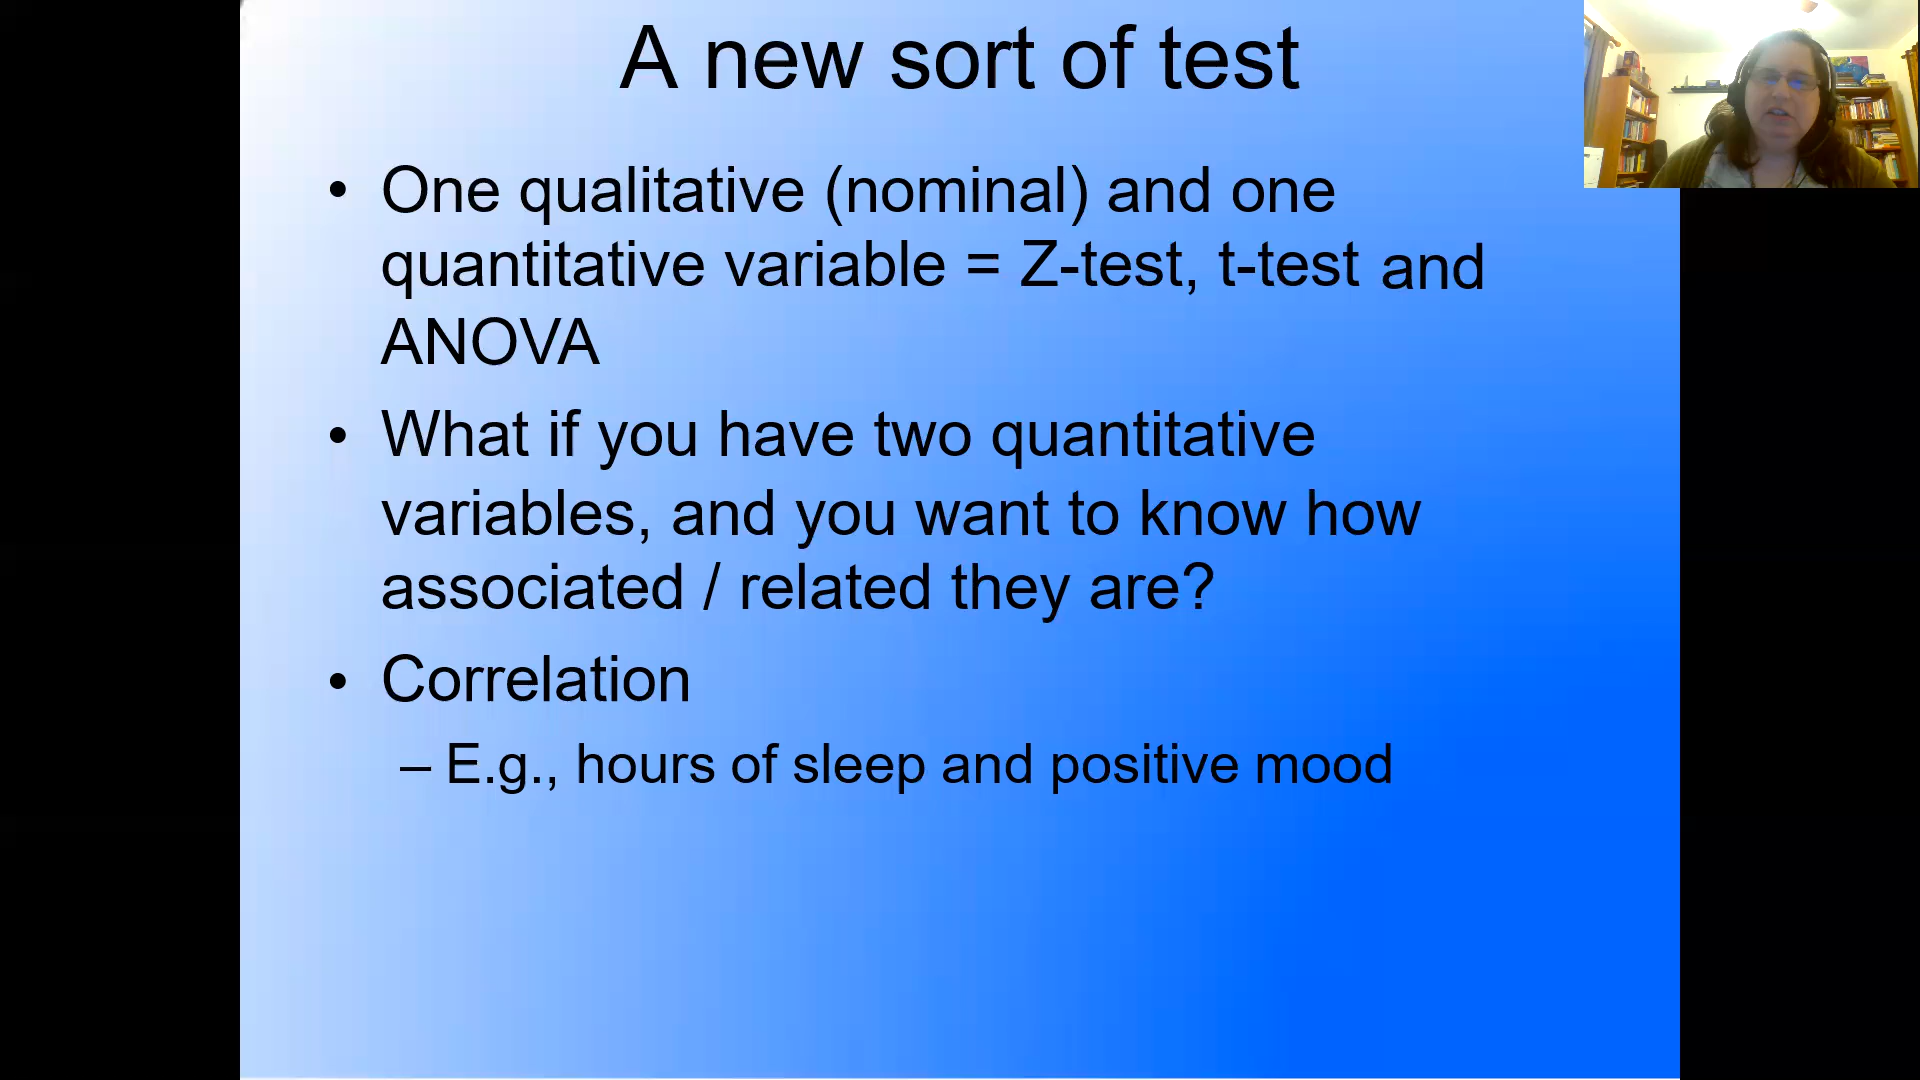 A new sort of test
• One qualitative (nominal) and one
quantitative variable = Z-test, t-test and
ANOVA
• What if you have two quantitative
variables, and you want to know how
associated / related they are?
• Correlation
– E.g., hours of sleep and positive mood